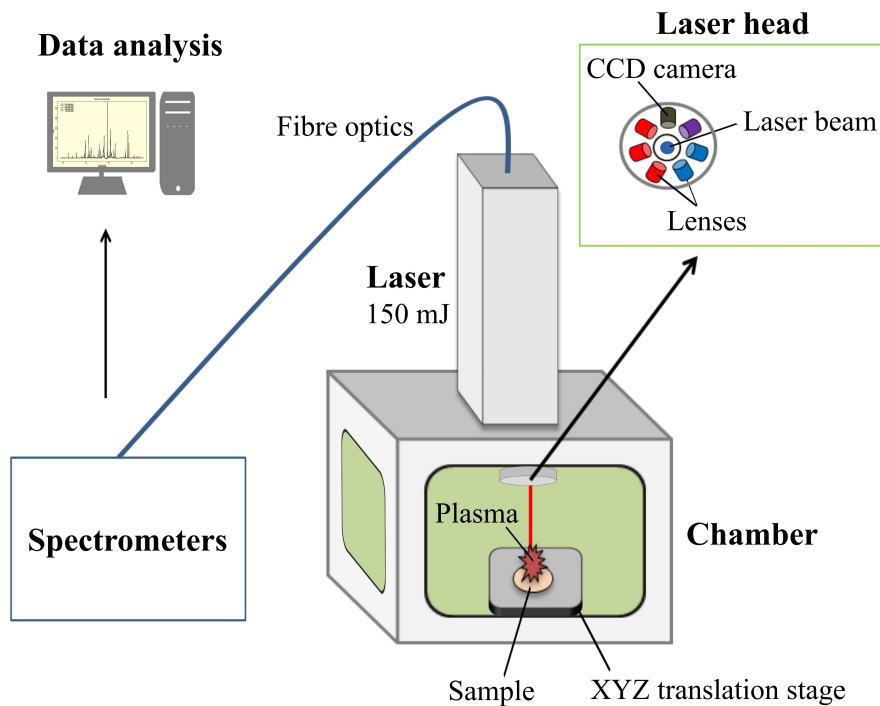 Laser head
Data analysis
CCD camera
Fibre optics
Laser beam
Lenses
Laser
150 mJ
Plasma
Spectrometers
Chamber
Sample
XYZ translation stage